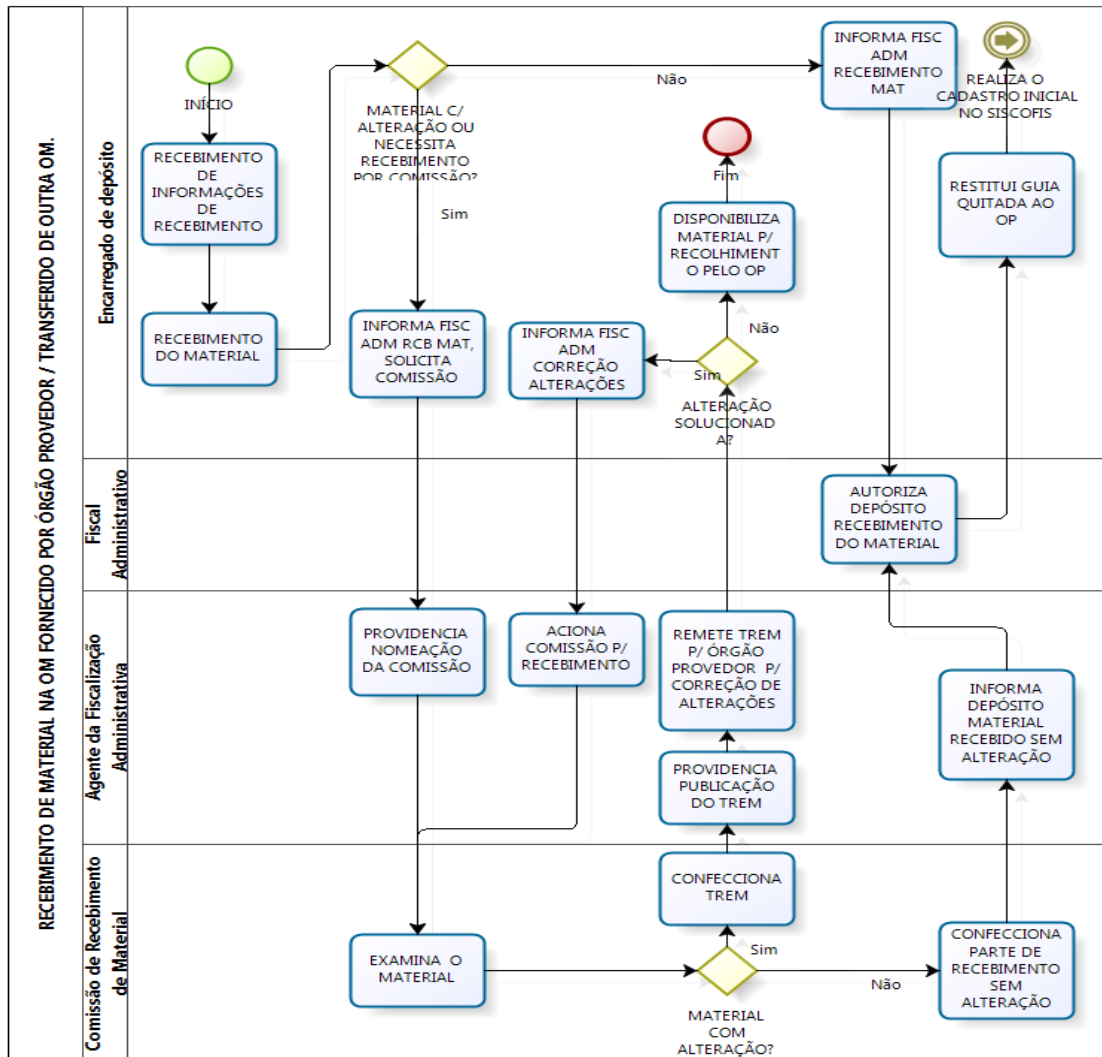 RECEBIMENTO DE MATERIAL NA OM FORNECIDO POR ÓRGÃO PROVEDOR / TRANSFERIDO DE OUTRA OM.
Encarregado de depósito
INÍCIO
RECEBIMENTO
DE
INFORMAÇÕES
DE
RECEBIMENTO
RECEBIMENTO
DO MATERIAL
MATERIAL C/
ALTERAÇÃO OU
NECESSITA
RECEBIMENTO
POR COMISSÃO?
Não
Sim
INFORMA FISC
ADM RCB MAT,
SOLICITA
COMISSÃO
INFORMA FISC
ADM
CORREÇÃO
ALTERAÇÕES
Fim
DISPONIBILIZA
MATERIAL P/
RECOLHIMENT
O PELO OP
Não
Sim
ALTERAÇÃO
SOLUCIONAD
A?
INFORMA FISC
ADM
RECEBIMENTO
MAT
REALIZA O
CADASTRO INICIAL
NO SISCOFIS
RESTITUI GUIA
QUITADA AO
OP
Fiscal
Administrativo
AUTORIZA
DEPÓSITO
RECEBIMENTO
DO MATERIAL
Agente da Fiscalização
Administrativa
PROVIDENCIA
NOMEAÇÃO
DA COMISSÃO
ACIONA
COMISSÃO P/
RECEBIMENTO
REMETE TREM
P/ ÓRGÃO
PROVEDOR P/
CORREÇÃO DE
ALTERAÇÕES
PROVIDENCIA
PUBLICAÇÃO
DO TREM
INFORMA
DEPÓSITO
MATERIAL
RECEBIDO SEM
ALTERAÇÃO
Comissão de Recebimento
de Material
EXAMINA O
MATERIAL
CONFECCIONA
TREM
Sim
Não
MATERIAL
COM
ALTERAÇÃO?
CONFECCIONA
PARTE DE
RECEBIMENTO
SEM
ALTERAÇÃO